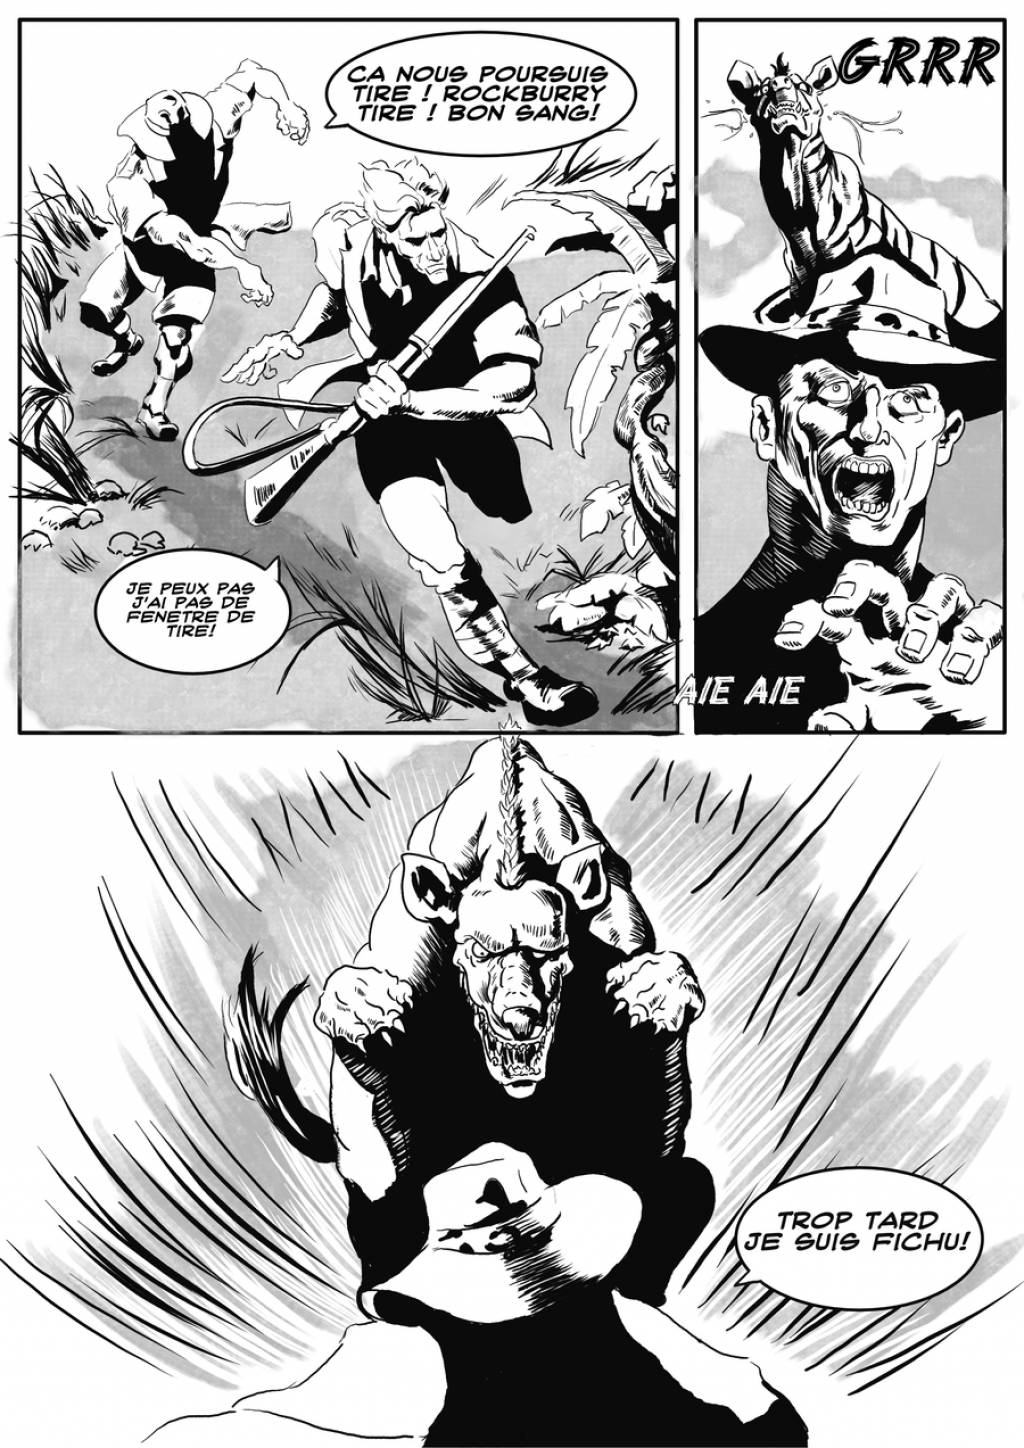 CA NOUS POURSUIS
TIRE ! ROCKBURRY
TIRE ! BON SANG!
JE PEUX PAS
J'AI PAS DE
FENETRE DE
TIRE!
GRRR
AIE AIE
TROP TARD
JE SUIS FICHU!